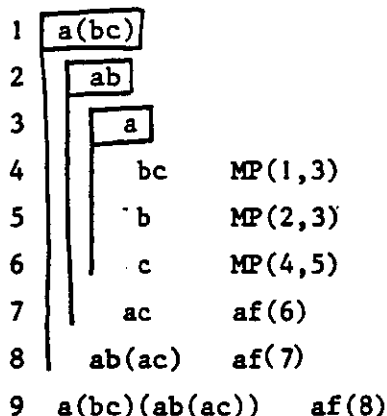 1 a(bc)
2 ab
3 a
4 bc MP(1,3)
5 b MP(2,3)
6 c MP(4,5)
7 ac af(6)
8 ab(ac) af(7)
9 a(bc)(ab(ac)) af(8)